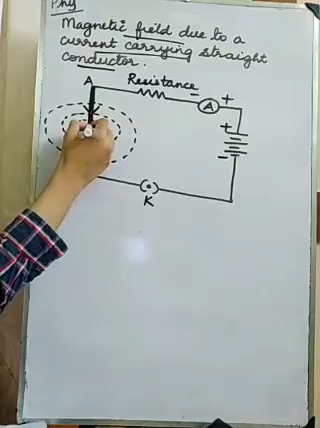 Phy
Magnetic field due to a
current carrying straight
conductor.
A
Resistance
- A +
+
-
K